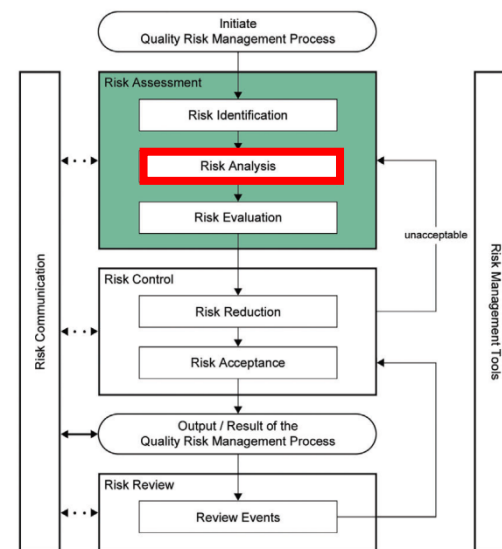 Initiate
Quality Risk Management Process
Risk Assessment
Risk Identification
Risk Analysis
Risk Evaluation
unacceptable
Risk Communication
Risk Management Tools
Risk Control
Risk Reduction
Risk Acceptance
Output / Result of the
Quality Risk Management Process
Risk Review
Review Events